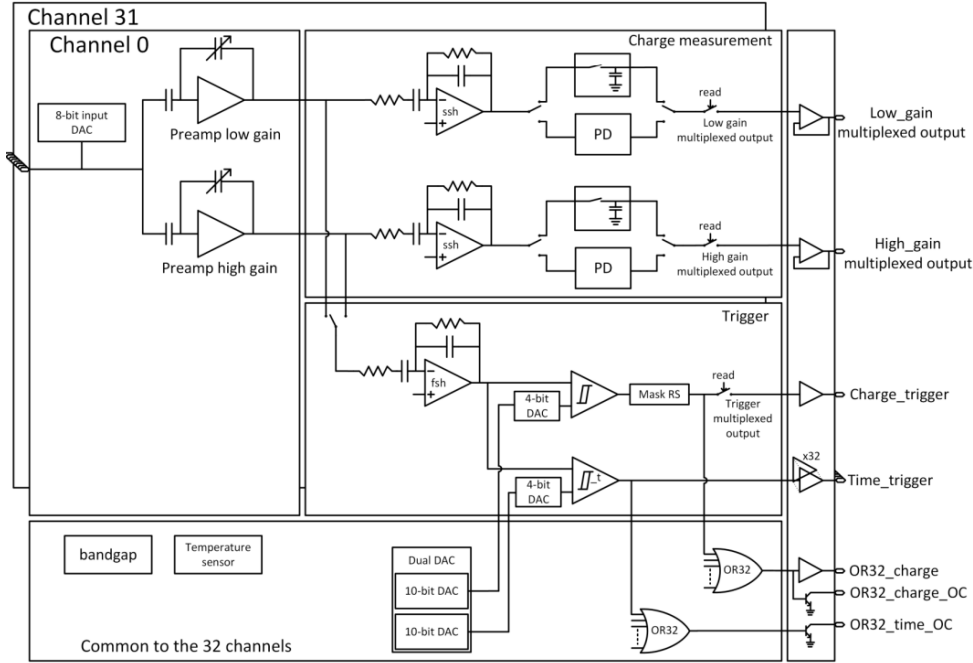 Channel 31
Channel 0
Charge measurement
8-bit input
DAC
Preamp low gain
ssh
PD
read
Low gain
multiplexed output
Low_gain
multiplexed output
Preamp high gain
ssh
PD
read
High gain
multiplexed output
High_gain
multiplexed output
Trigger
fsh
4-bit
DAC
Mask RS
read
Trigger
multiplexed
output
Charge_trigger
4-bit
DAC
_t
x32
Time_trigger
bandgap
Temperature
sensor
Dual DAC
10-bit DAC
10-bit DAC
OR32
OR32
OR32_charge
OR32_charge_OC
OR32_time_OC
Common to the 32 channels